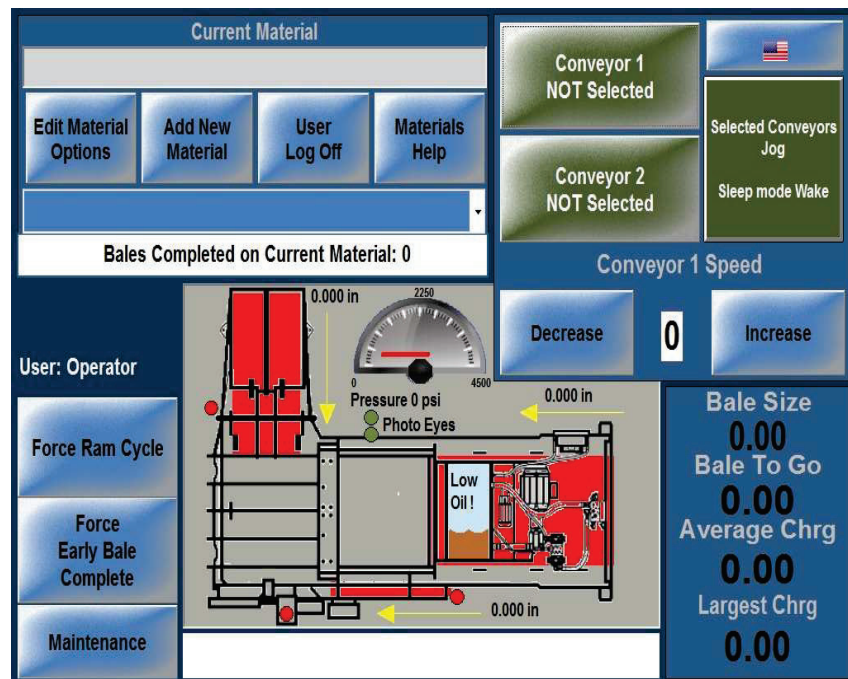 Current Material
Edit Material
Options
Add New
Material
User
Log Off
Materials
Help
Bales Completed on Current Material: 0
Conveyor 1
NOT Selected
Conveyor 2
NOT Selected
Selected Conveyors
Jog
Sleep mode Wake
Conveyor 1 Speed
Decrease
0
Increase
User: Operator
Force Ram Cycle
Force
Early Bale
Complete
Maintenance
0.000 in
2250
0
4500
Pressure 0 psi
Photo Eyes
0.000 in
Low
Oil !
0.000 in
Bale Size
0.00
Bale To Go
0.00
Average Chrg
0.00
Largest Chrg
0.00